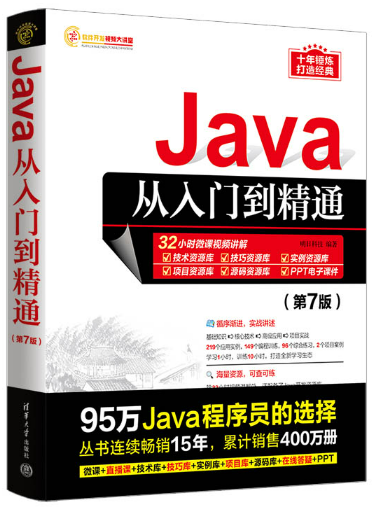 Java从入门到精通
(第7版)
清华大学出版社
软件开发视频大讲堂
十年锤炼
打造经典
Java
从入门到精通
明日科技 编著
32小时微课视频讲解
技术资源库 技巧资源库 实例资源库
项目资源库 源码资源库 PPT电子课件
(第7版)
循序渐进，实战讲述
海量资源，可查可练
95万Java程序员的选择
丛书连续畅销15年，累计销售400万册
微课+直播课+技术库+技巧库+实例库+项目库+源码库+在线答疑+PPT